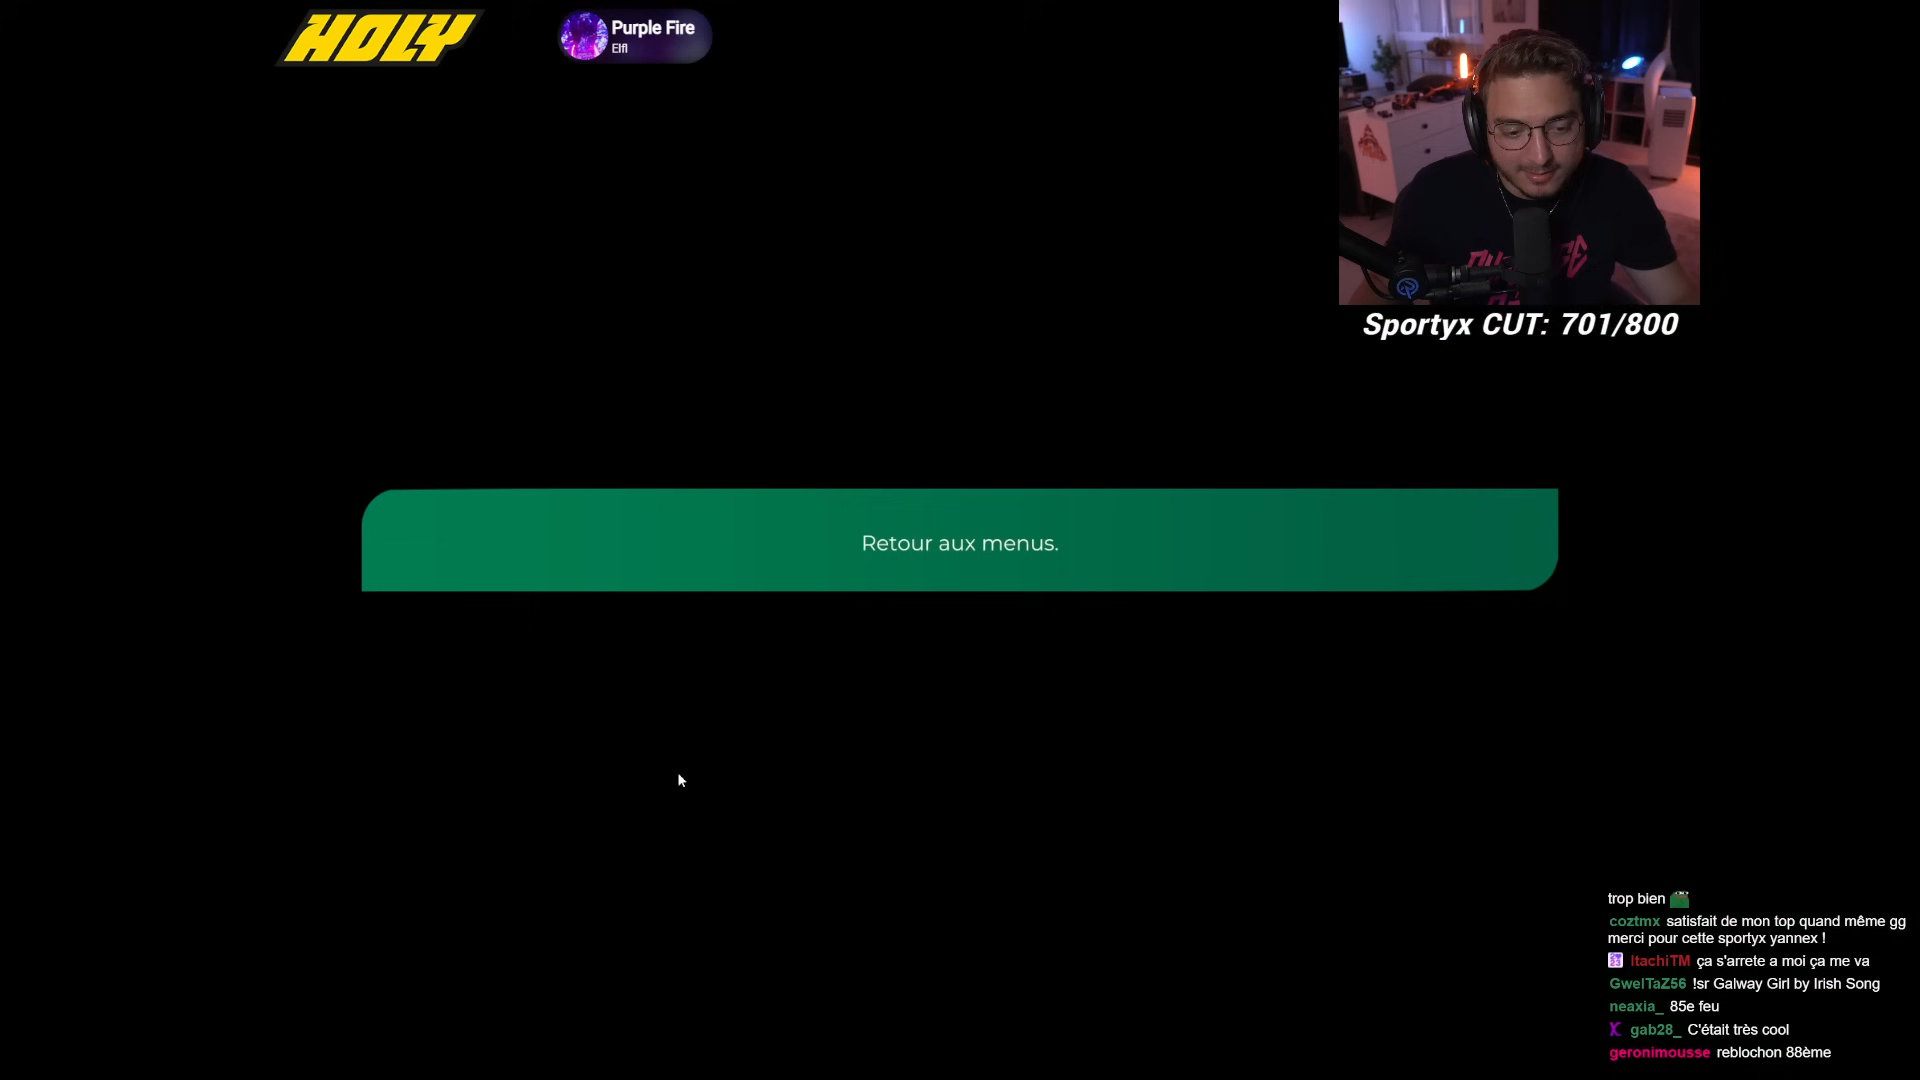 HOLY
Purple Fire
Elfl
Sportyx CUT: 701/800
Retour aux menus.
trop bien
coztmx satisfait de mon top quand même gg
merci pour cette sportyx yannex !
ItachiTM ça s'arrete a moi ça me va
GwelTaZ56 !sr Galway Girl by Irish Song
neaxia_ 85e feu
gab28_ C'était très cool
geronimousse reblochon 88ème